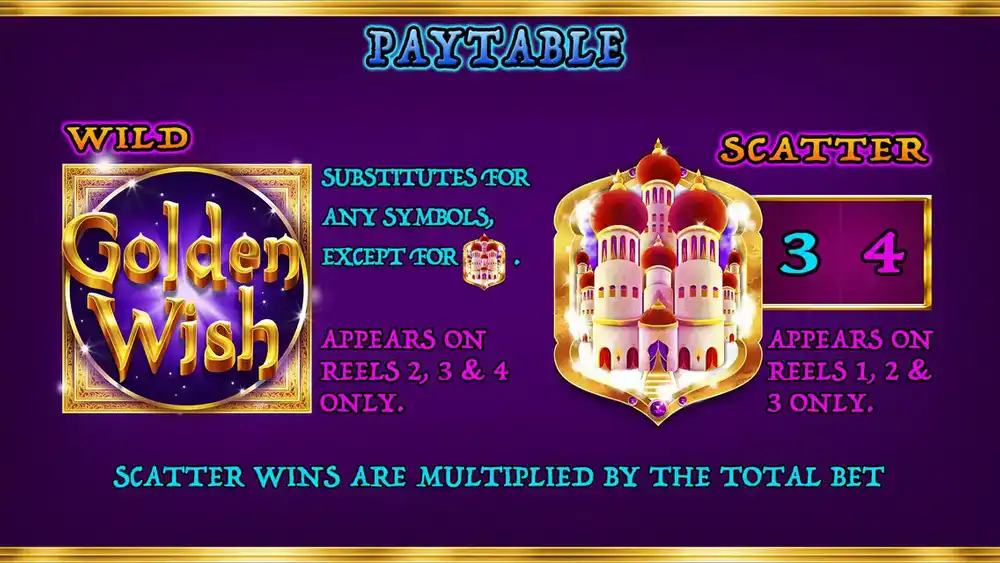 PAYTABLE
WILD
Golden
Wish
SUBSTITUTES FOR
ANY SYMBOLS,
EXCEPT FOR .
APPEARS ON
REELS 2, 3 & 4
ONLY.
SCATTER
3 4
APPEARS ON
REELS 1, 2 &
3 ONLY.
SCATTER WINS ARE MULTIPLIED BY THE TOTAL BET